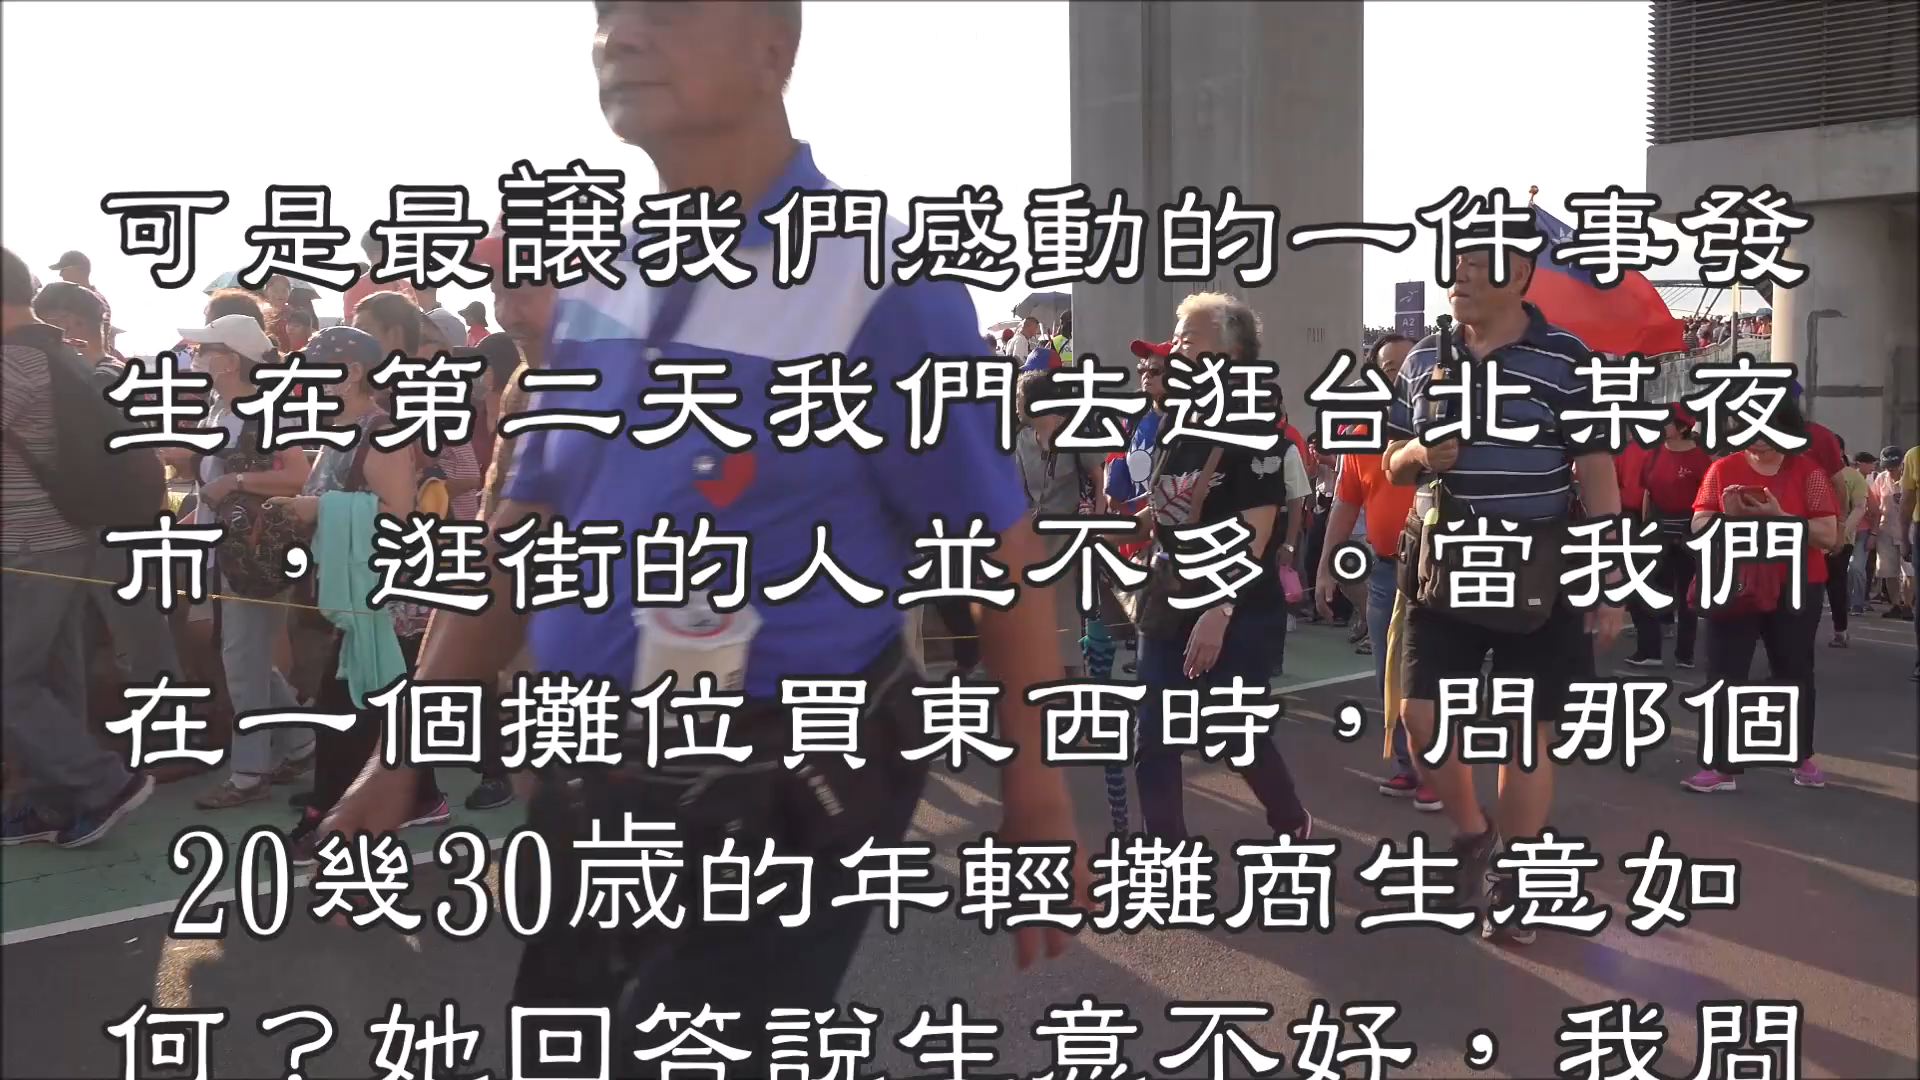 可是最譲我們感動的一件事發
生在第二天我們去逛台北某夜
市，逛街的人並不多。當我們
在一個攤位買東西時，問那個
20幾30歳的年輕攤商生意如
何？她回答說生意不好，我問
A2